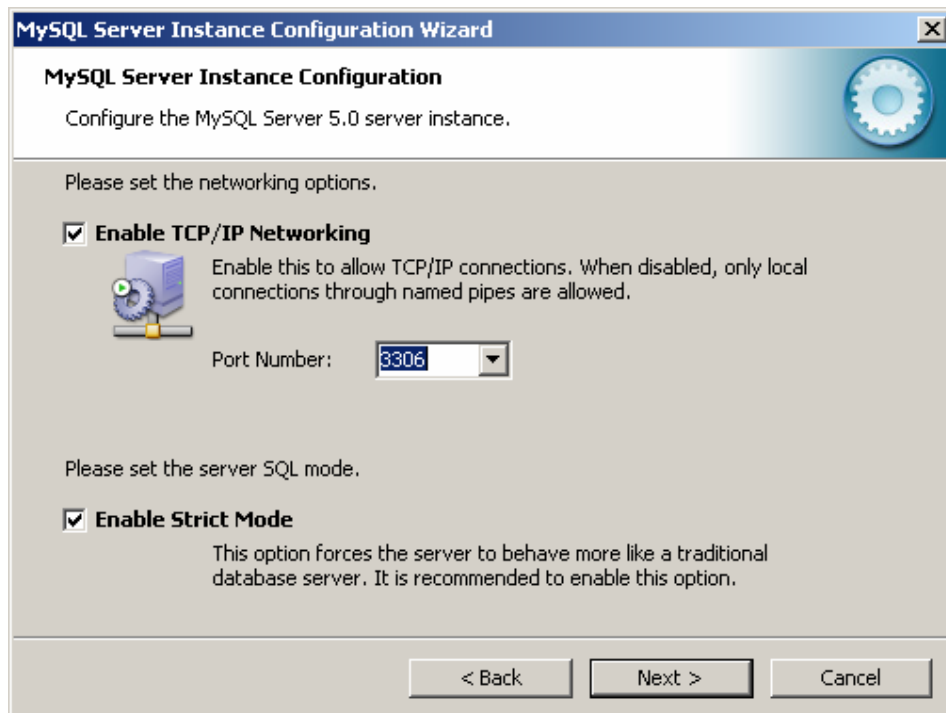 MySQL Server Instance Configuration Wizard
MySQL Server Instance Configuration
Configure the MySQL Server 5.0 server instance.
Please set the networking options.
Enable TCP/IP Networking
Enable this to allow TCP/IP connections. When disabled, only local
connections through named pipes are allowed.
Port Number: 3306
Please set the server SQL mode.
Enable Strict Mode
This option forces the server to behave more like a traditional
database server. It is recommended to enable this option.
< Back Next > Cancel